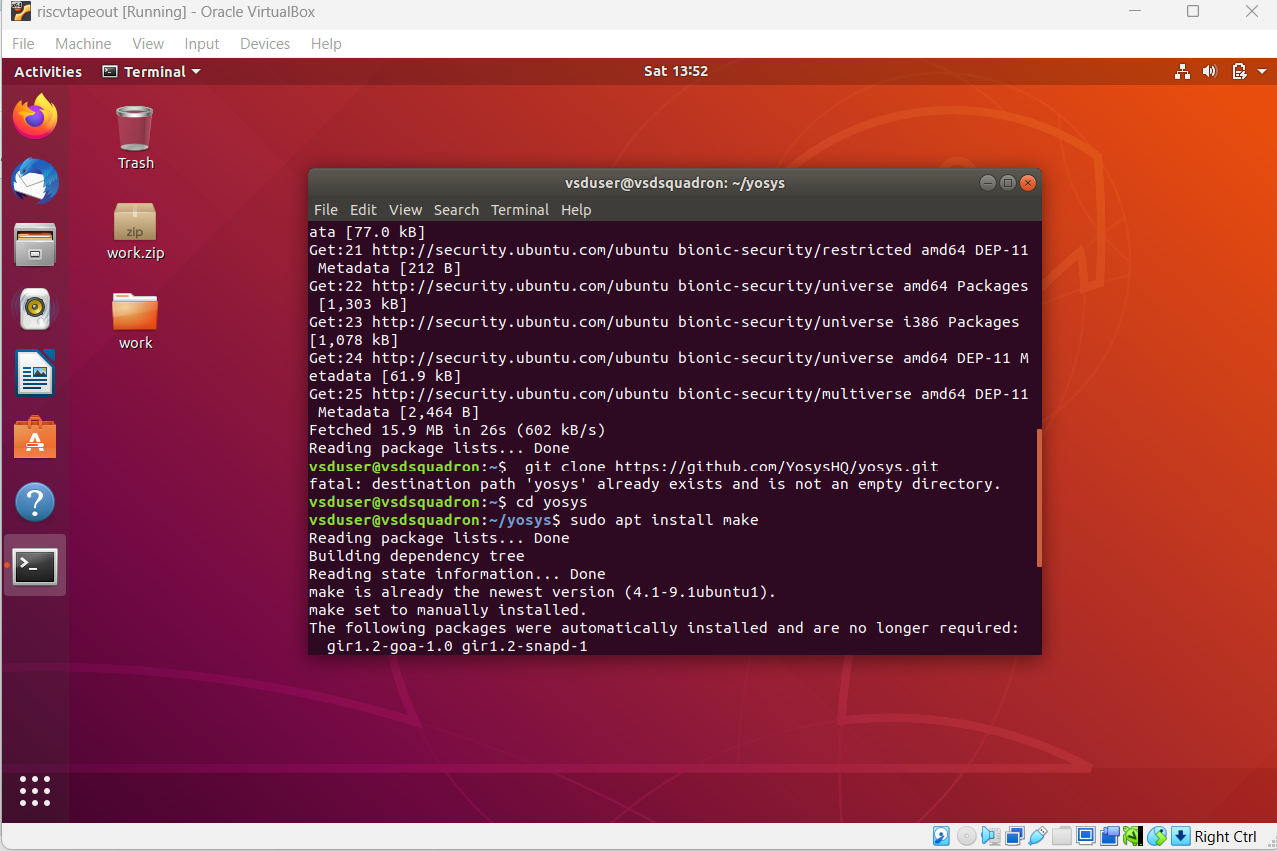 riscvtapeout [Running] - Oracle VirtualBox
File Machine View Input Devices Help
Activities Terminal Sat 13:52
Trash
zip
work.zip
work
vsduser@vsdsquadron: ~/yosys
File Edit View Search Terminal Help
ata [77.0 kB]
Get:21 http://security.ubuntu.com/ubuntu bionic-security/restricted amd64 DEP-11
Metadata [212 B]
Get:22 http://security.ubuntu.com/ubuntu bionic-security/universe amd64 Packages
[1,303 kB]
Get:23 http://security.ubuntu.com/ubuntu bionic-security/universe i386 Packages
[1,078 kB]
Get:24 http://security.ubuntu.com/ubuntu bionic-security/universe amd64 DEP-11 M
etadata [61.9 kB]
Get:25 http://security.ubuntu.com/ubuntu bionic-security/multiverse amd64 DEP-11
Metadata [2,464 B]
Fetched 15.9 MB in 26s (602 kB/s)
Reading package lists... Done
vsduser@vsdsquadron:~$  git clone https://github.com/YosysHQ/yosys.git
fatal: destination path 'yosys' already exists and is not an empty directory.
vsduser@vsdsquadron:~$ cd yosys
vsduser@vsdsquadron:~/yosys$ sudo apt install make
Reading package lists... Done
Building dependency tree
Reading state information... Done
make is already the newest version (4.1-9.1ubuntu1).
make set to manually installed.
The following packages were automatically installed and are no longer required:
gir1.2-goa-1.0 gir1.2-snapd-1
Right Ctrl